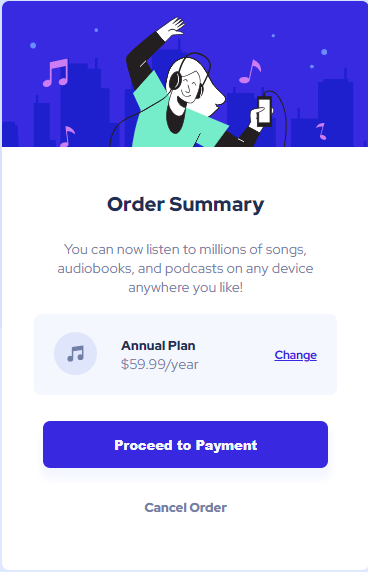 Order Summary
You can now listen to millions of songs,
audiobooks, and podcasts on any device
anywhere you like!
Annual Plan
$59.99/year
Change
Proceed to Payment
Cancel Order